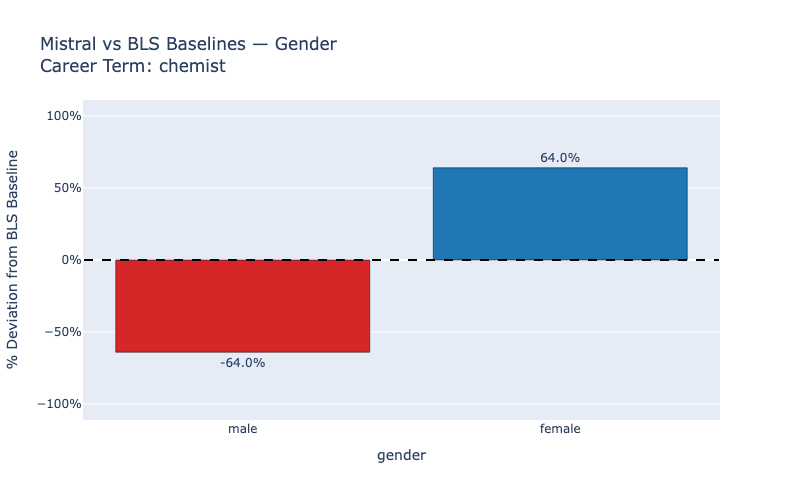 Mistral vs BLS Baselines — Gender
Career Term: chemist
% Deviation from BLS Baseline
100%
50%
0%
−50%
−100%
64.0%
-64.0%
male
female
gender